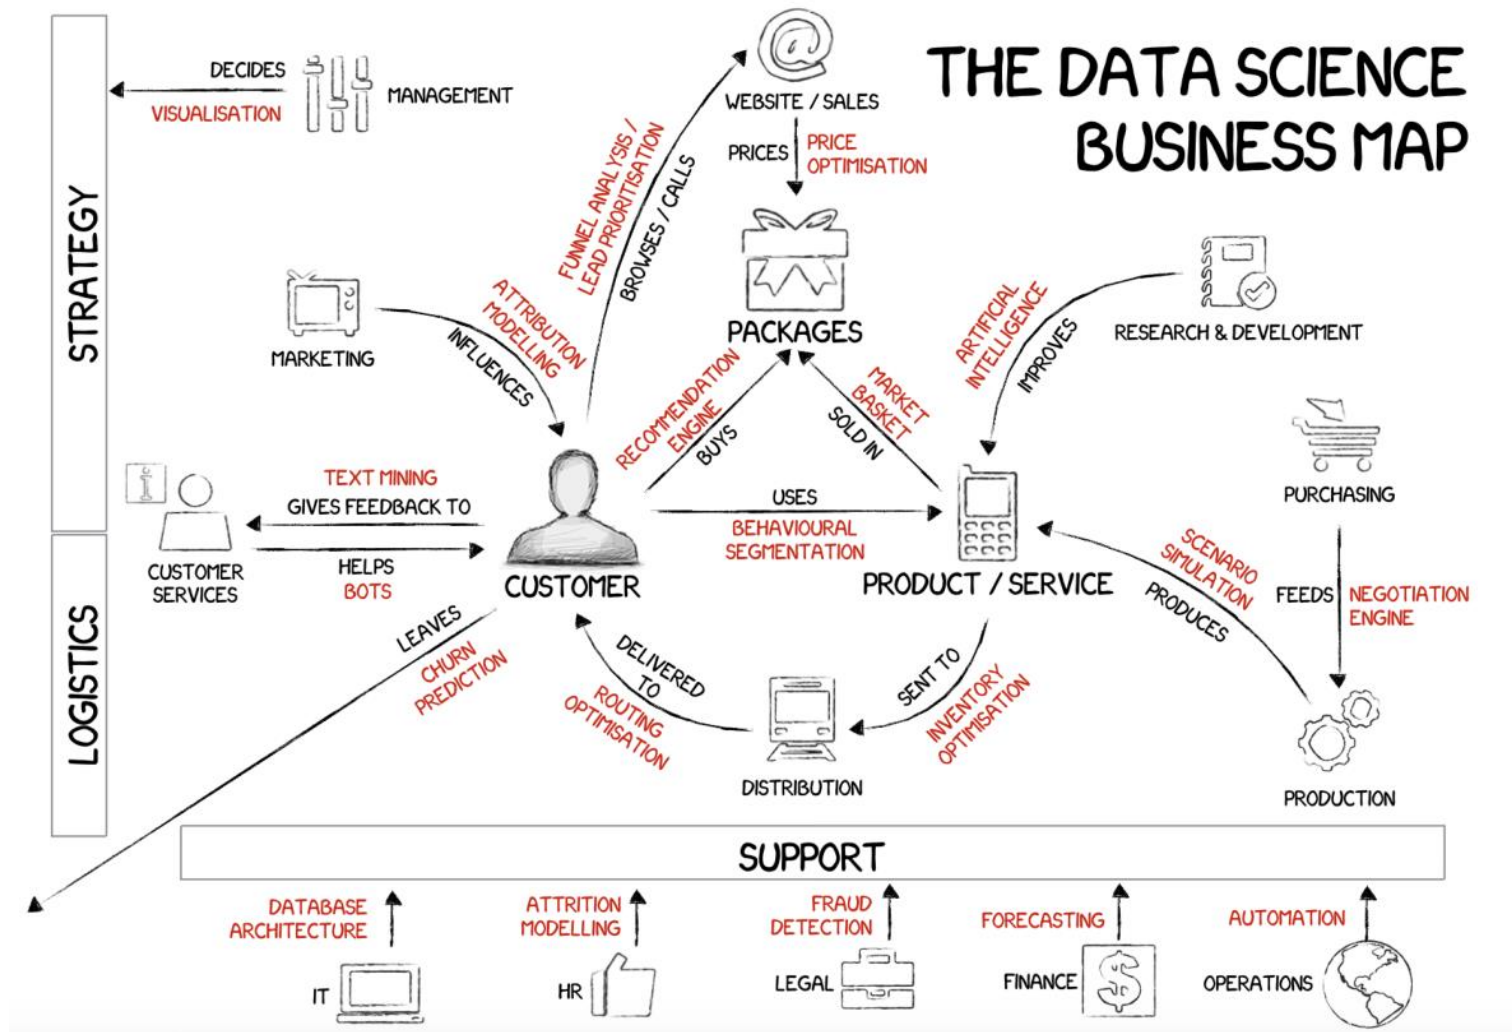 THE DATA SCIENCE
BUSINESS MAP
STRATEGY
LOGISTICS
DECIDES
VISUALISATION
MANAGEMENT
WEBSITE / SALES
PRICES
PRICE
OPTIMISATION
FUNNEL ANALYSIS /
LEAD PRIORITISATION
BROWSES / CALLS
PACKAGES
MARKETING
ATTRIBUTION
MODELLING
INFLUENCES
ARTIFICIAL
INTELLIGENCE
IMPROVES
RESEARCH & DEVELOPMENT
RECOMMENDATION
ENGINE
BUYS
MARKET
BASKET
SOLD IN
PURCHASING
TEXT MINING
GIVES FEEDBACK TO
HELPS
BOTS
CUSTOMER
SERVICES
CUSTOMER
USES
BEHAVIOURAL
SEGMENTATION
PRODUCT / SERVICE
SCENARIO
SIMULATION
PRODUCES
FEEDS
NEGOTIATION
ENGINE
LEAVES
CHURN
PREDICTION
DELIVERED
TO
ROUTING
OPTIMISATION
SENT TO
INVENTORY
OPTIMISATION
DISTRIBUTION
PRODUCTION
SUPPORT
DATABASE
ARCHITECTURE
IT
ATTRITION
MODELLING
HR
FRAUD
DETECTION
LEGAL
FORECASTING
FINANCE
AUTOMATION
OPERATIONS